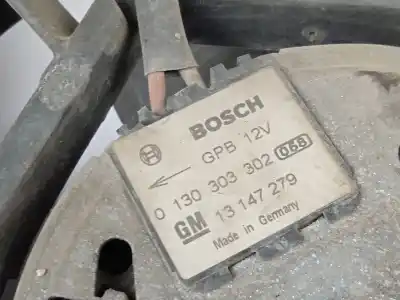 BOSCH
GPB 12V
0 130 303 302 058
GM 13 147 279
Made in Germany